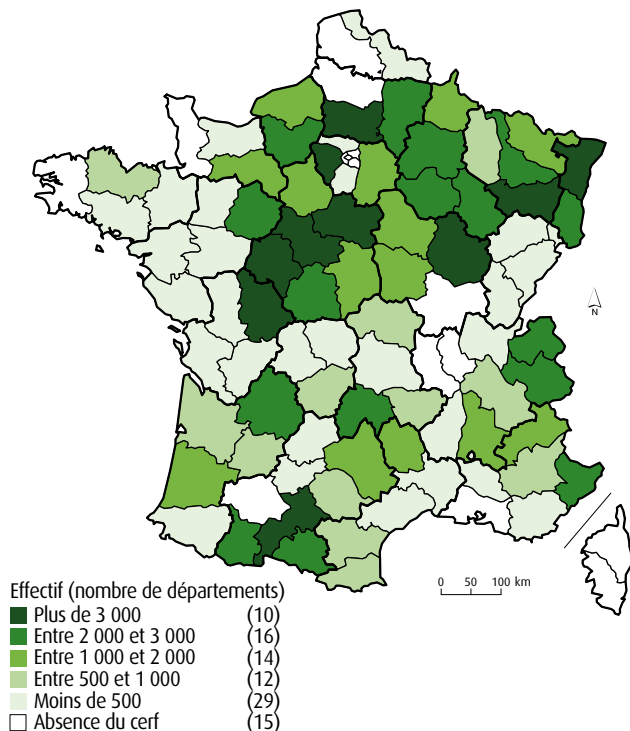 N
0 50 100 km
Effectif (nombre de départements)
Plus de 3 000 (10)
Entre 2 000 et 3 000 (16)
Entre 1 000 et 2 000 (14)
Entre 500 et 1 000 (12)
Moins de 500 (29)
Absence du cerf (15)